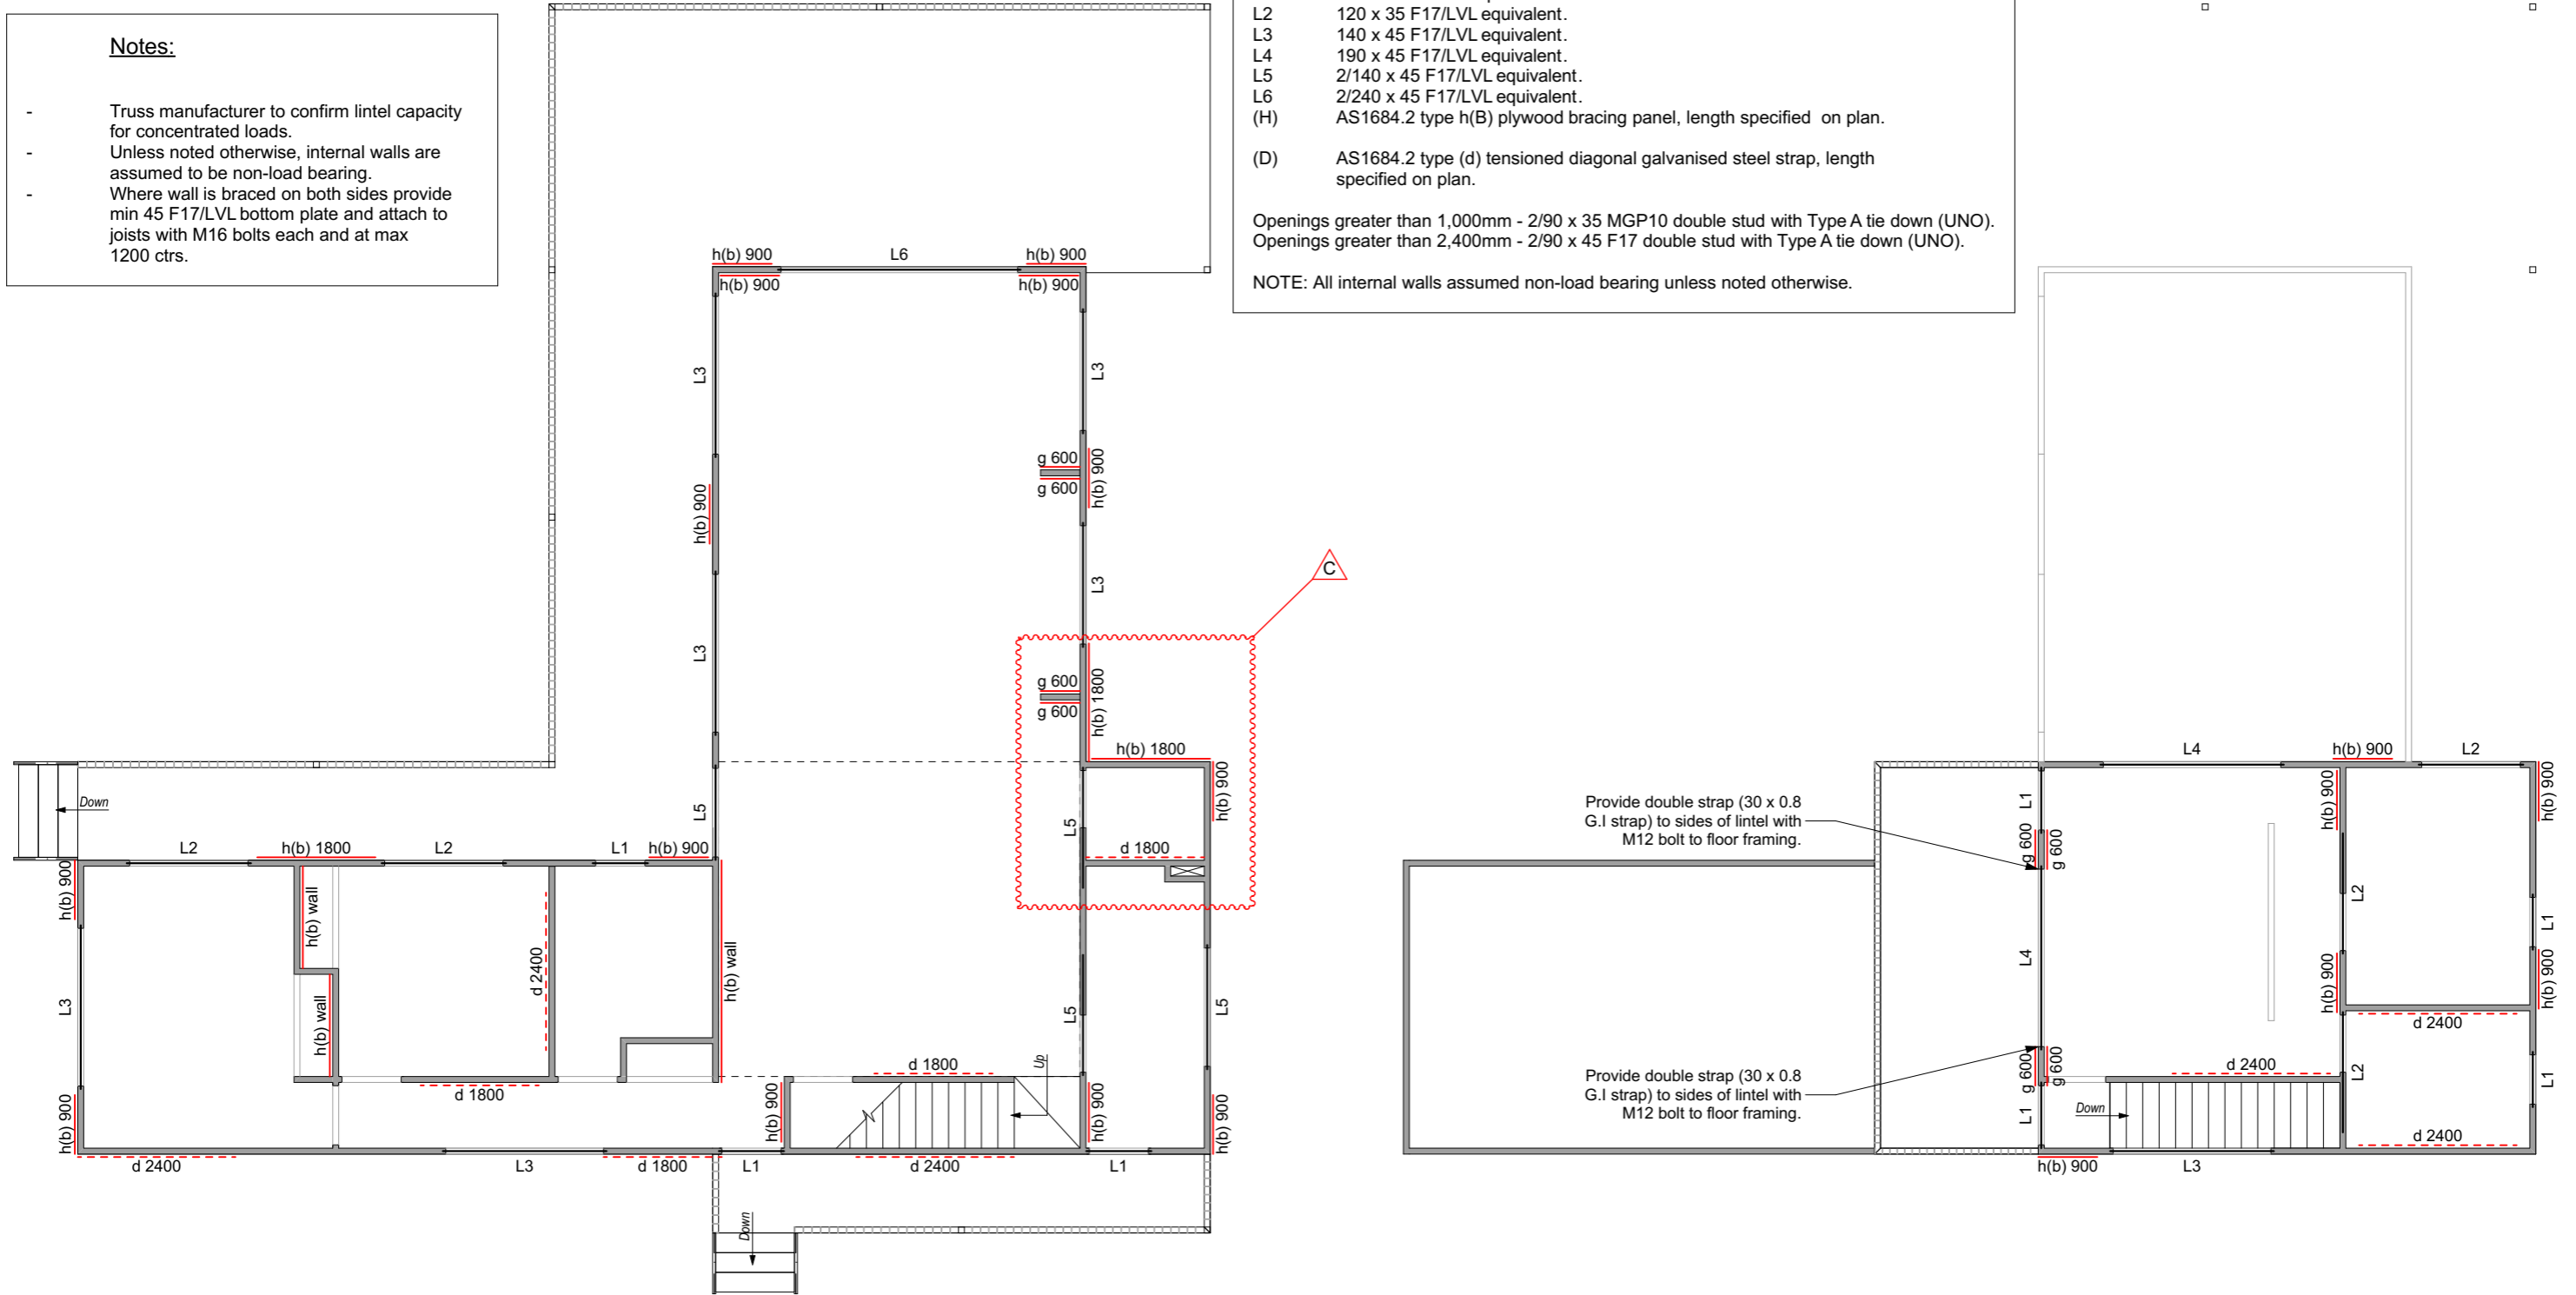 Notes:
- Truss manufacturer to confirm lintel capacity
for concentrated loads.
- Unless noted otherwise, internal walls are
assumed to be non-load bearing.
- Where wall is braced on both sides provide
min 45 F17/LVL bottom plate and attach to
joists with M16 bolts each and at max
1200 ctrs.
L2 120 x 35 F17/LVL equivalent.
L3 140 x 45 F17/LVL equivalent.
L4 190 x 45 F17/LVL equivalent.
L5 2/140 x 45 F17/LVL equivalent.
L6 2/240 x 45 F17/LVL equivalent.
(H) AS1684.2 type h(B) plywood bracing panel, length specified on plan.
(D) AS1684.2 type (d) tensioned diagonal galvanised steel strap, length
specified on plan.
Openings greater than 1,000mm - 2/90 x 35 MGP10 double stud with Type A tie down (UNO).
Openings greater than 2,400mm - 2/90 x 45 F17 double stud with Type A tie down (UNO).
NOTE: All internal walls assumed non-load bearing unless noted otherwise.
h(b) 900
L6
h(b) 900
h(b) 900
h(b) 900
L3
L3
g 600
g 600
h(b) 900
h(b) 900
C
L3
L3
g 600
g 600
h(b) 1800
h(b) 1800
h(b) 900
Down
L5
L5
d 1800
L2
h(b) 1800
L2
L1
h(b) 900
h(b) 900
h(b) wall
d 2400
h(b) wall
L3
h(b) wall
L5
L5
d 1800
Up
d 1800
h(b) 900
h(b) 900
h(b) 900
h(b) 900
d 2400
L3
d 1800
L1
d 2400
L1
Down
L4
h(b) 900
L2
L1
h(b) 900
h(b) 900
Provide double strap (30 x 0.8
G.I strap) to sides of lintel with
M12 bolt to floor framing.
g 600
g 600
L2
L1
L4
h(b) 900
h(b) 900
d 2400
Provide double strap (30 x 0.8
G.I strap) to sides of lintel with
M12 bolt to floor framing.
g 600
g 600
d 2400
L2
L1
L1
Down
d 2400
h(b) 900
L3